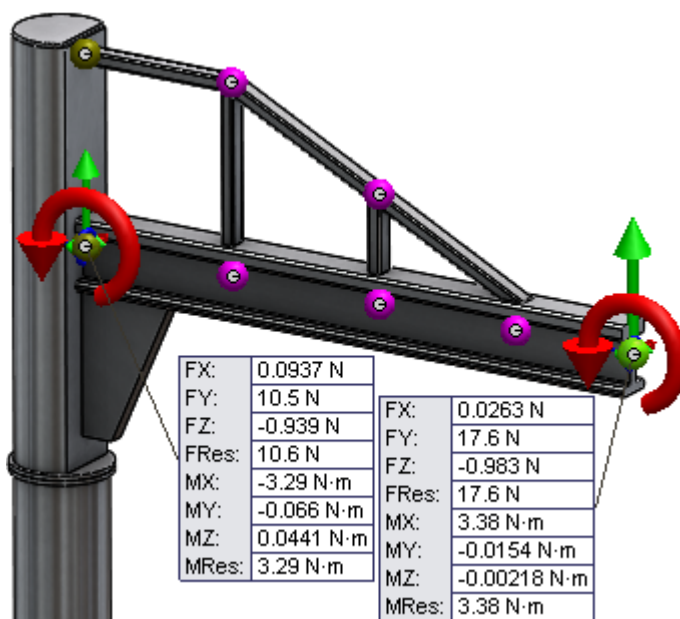 FX: 0.0937 N
FY: 10.5 N
FZ: -0.939 N
FRes: 10.6 N
MX: -3.29 N·m
MY: -0.066 N·m
MZ: 0.0441 N·m
MRes: 3.29 N·m
FX: 0.0263 N
FY: 17.6 N
FZ: -0.983 N
FRes: 17.6 N
MX: 3.38 N·m
MY: -0.0154 N·m
MZ: -0.00218 N·m
MRes: 3.38 N·m